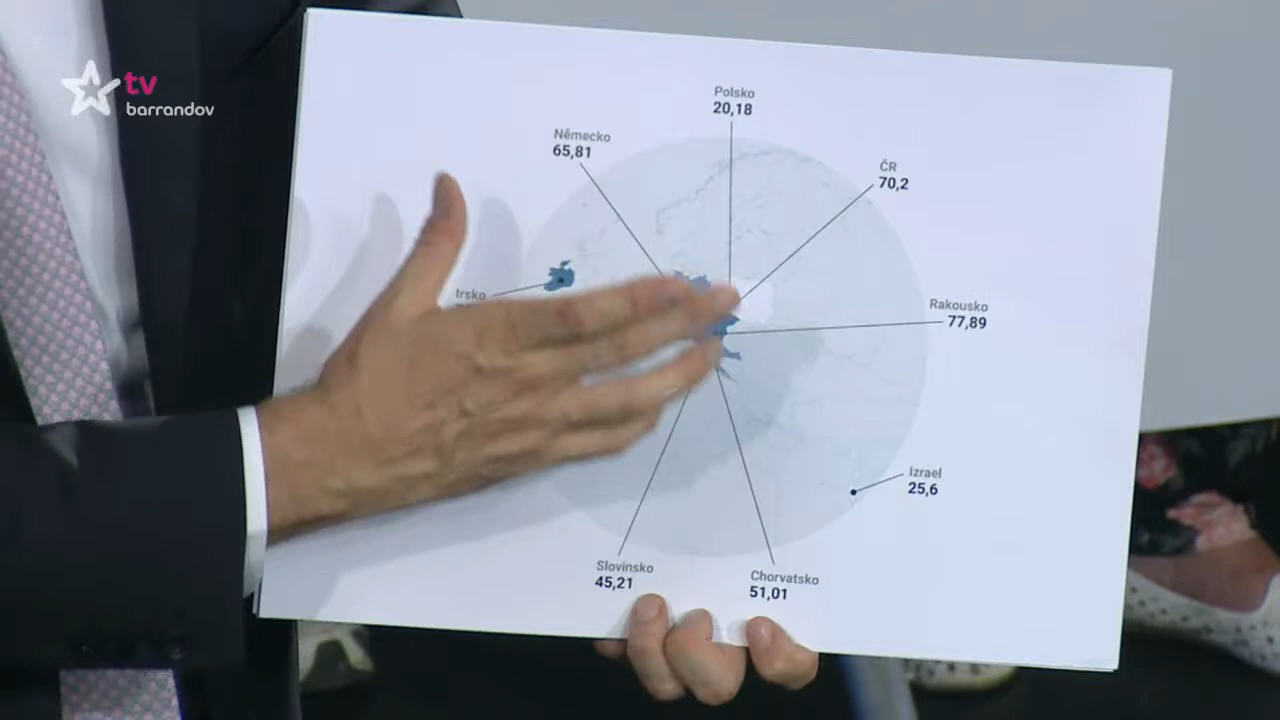 tv
barrandov
Polsko
20,18
Německo
65,81
ČR
70,2
Irsko
Rakousko
77,89
Izrael
25,6
Slovinsko
45,21
Chorvatsko
51,01